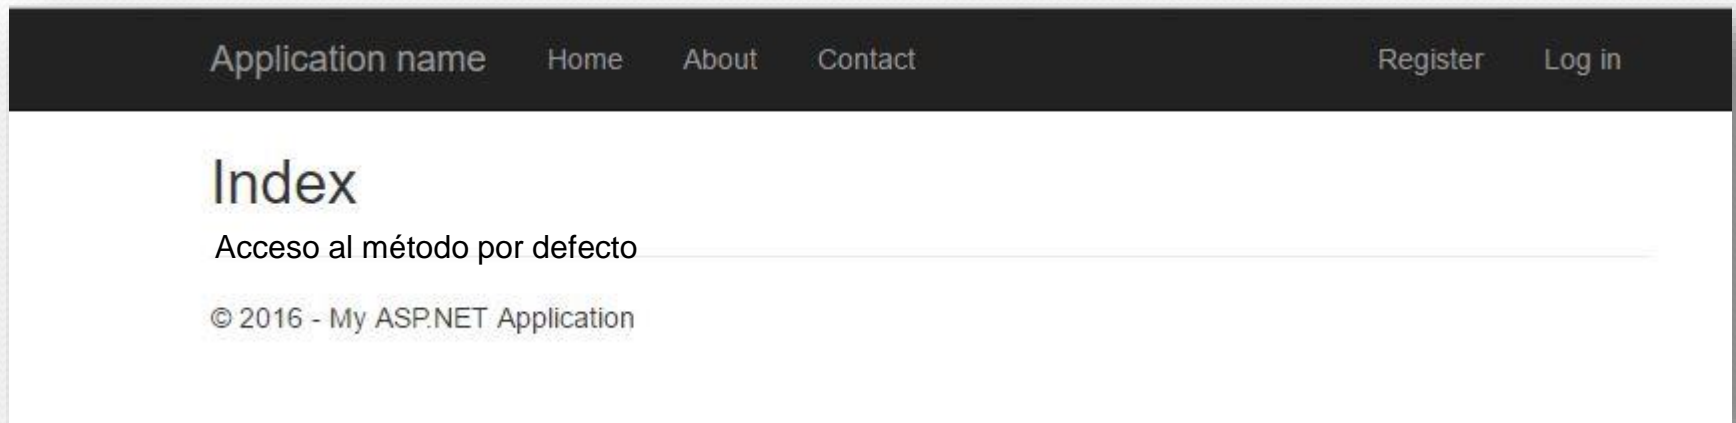 Application name Home About Contact Register Log in
Index
Acceso al método por defecto
© 2016 - My ASP.NET Application